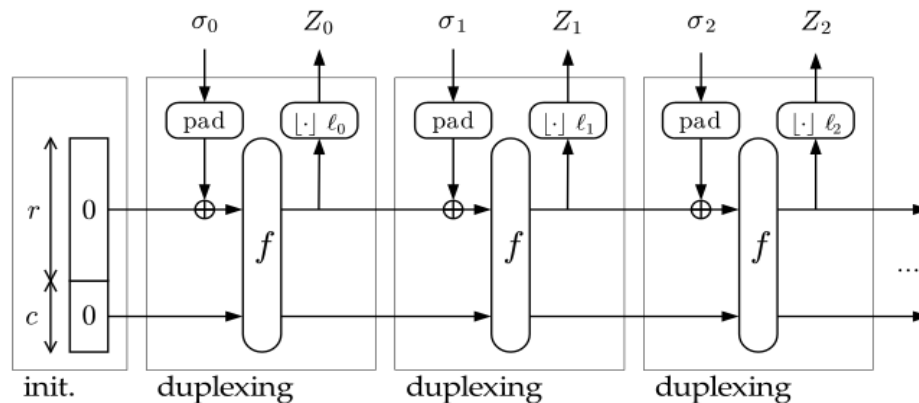 σ₀ Z₀ σ₁ Z₁ σ₂ Z₂
pad ⌊·⌋ ℓ₀ pad ⌊·⌋ ℓ₁ pad ⌊·⌋ ℓ₂
r 0
f f f
...
c 0
init. duplexing duplexing duplexing